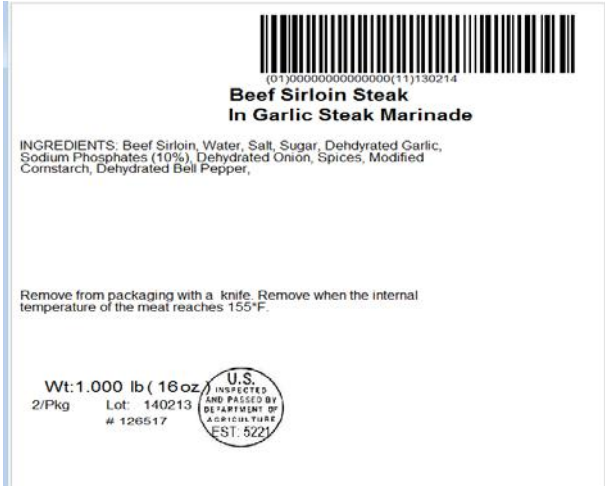 (01)00000000000000(11)130214
Beef Sirloin Steak
In Garlic Steak Marinade
INGREDIENTS: Beef Sirloin, Water, Salt, Sugar, Dehdyrated Garlic,
Sodium Phosphates (10%), Dehydrated Onion, Spices, Modified
Cornstarch, Dehydrated Bell Pepper,
Remove from packaging with a knife. Remove when the internal
temperature of the meat reaches 155*F.
Wt:1.000 lb ( 16 oz.)
2/Pkg Lot: 140213
# 126517
U.S.
INSPECTED
AND PASSED BY
DEPARTMENT OF
AGRICULTURE
EST: 5221